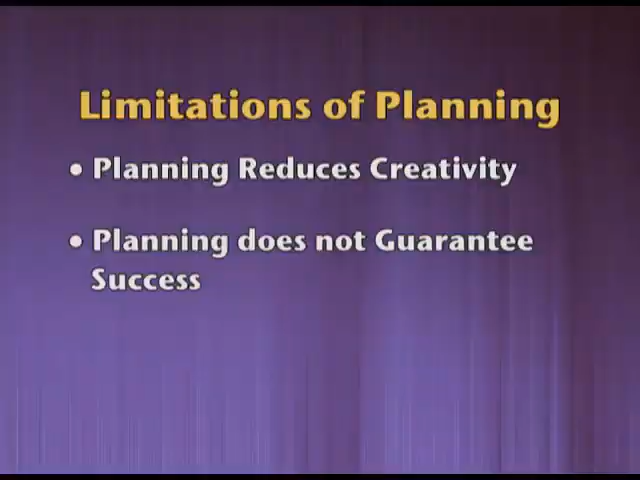 Limitations of Planning
• Planning Reduces Creativity
• Planning does not Guarantee
Success